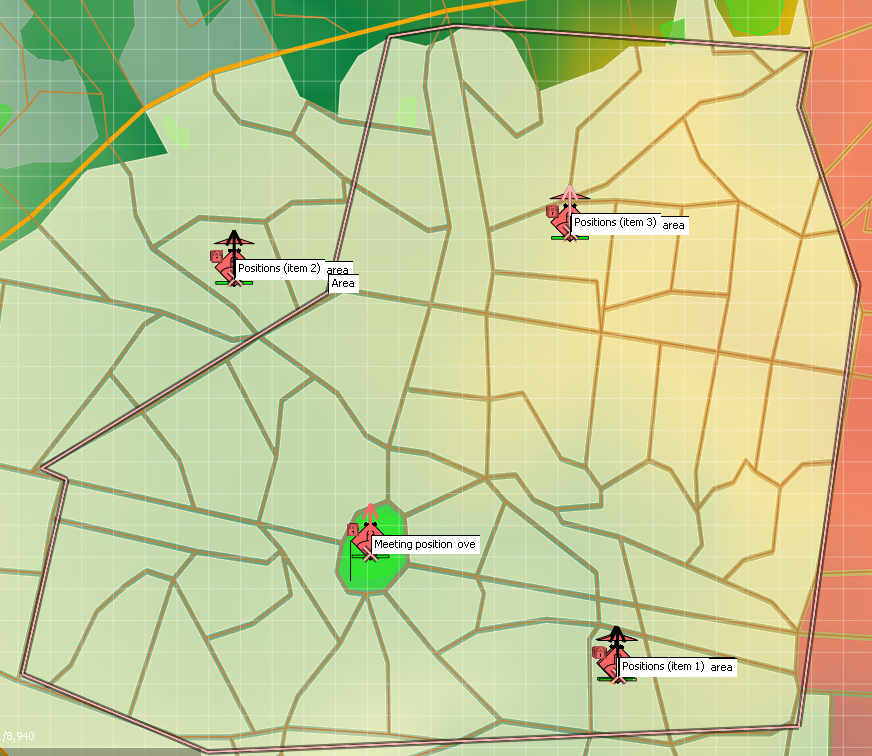 Positions (item 3) area
Positions (item 2) area
Area
Meeting position ove
Positions (item 1) area
/8,940